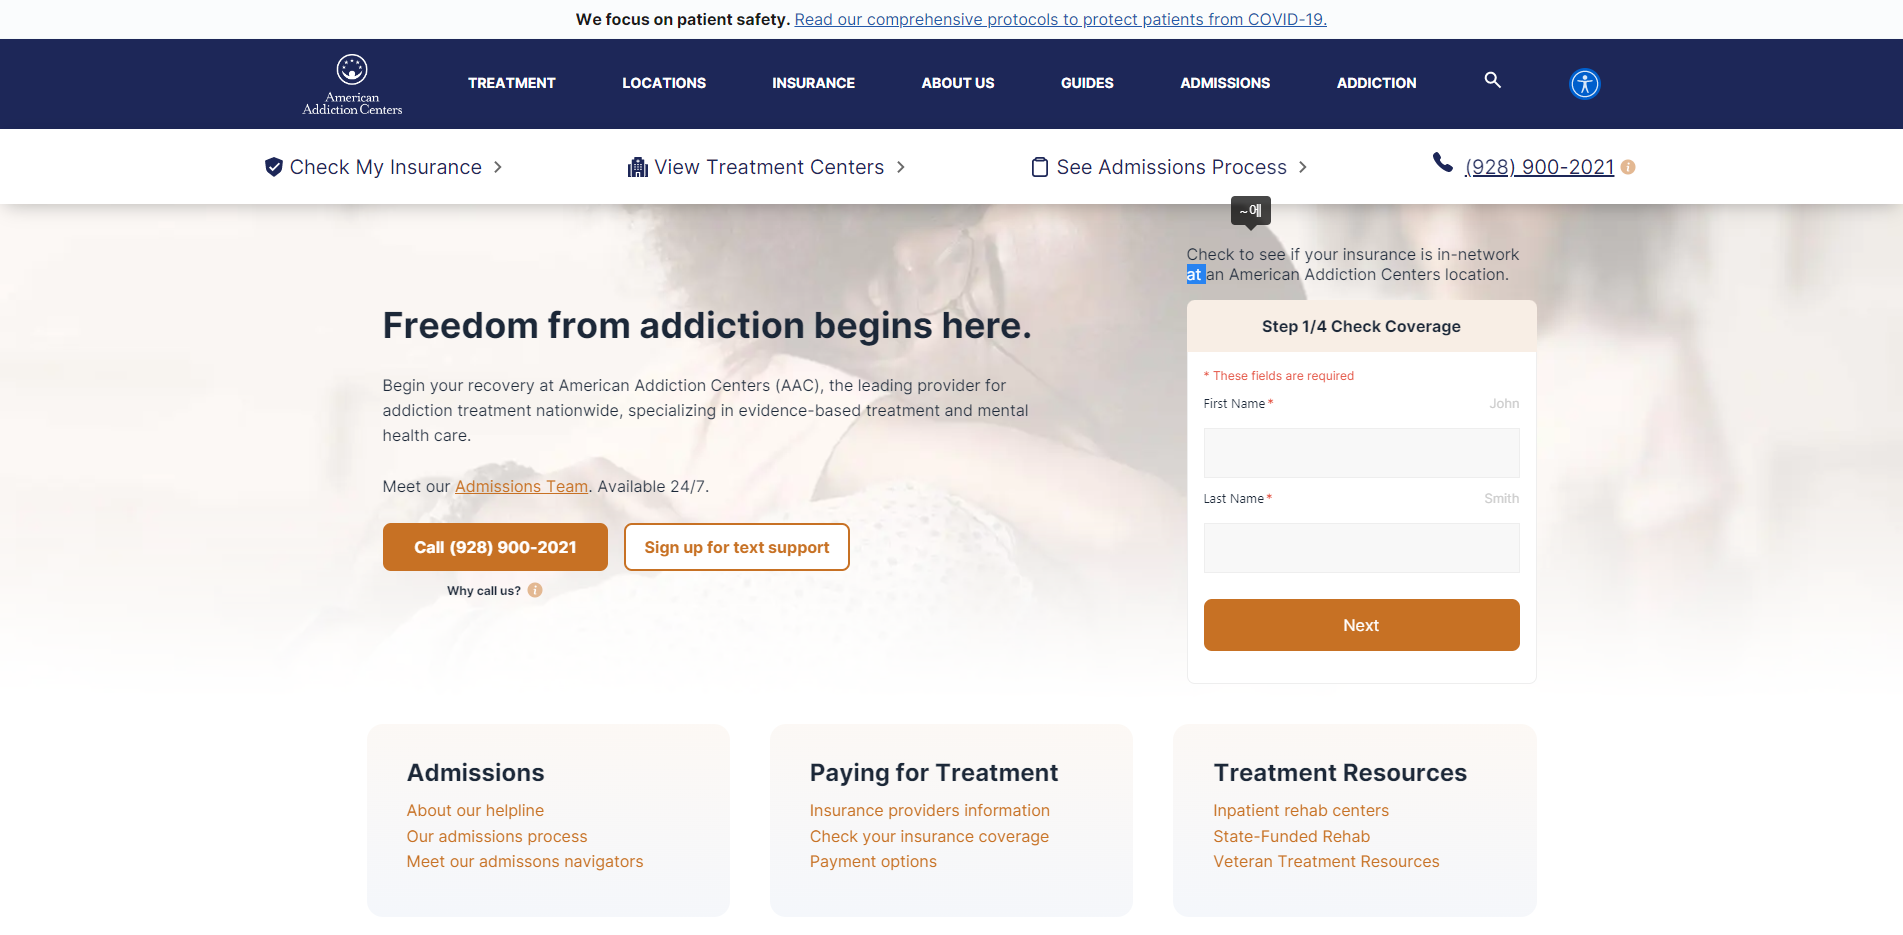 We focus on patient safety. Read our comprehensive protocols to protect patients from COVID-19.
American
Addiction Centers
TREATMENT
LOCATIONS
INSURANCE
ABOUT US
GUIDES
ADMISSIONS
ADDICTION
Check My Insurance
View Treatment Centers
See Admissions Process
(928) 900-2021
~에
Check to see if your insurance is in-network
at an American Addiction Centers location.
Freedom from addiction begins here.
Begin your recovery at American Addiction Centers (AAC), the leading provider for
addiction treatment nationwide, specializing in evidence-based treatment and mental
health care.
Meet our Admissions Team. Available 24/7.
Call (928) 900-2021
Sign up for text support
Why call us?
Step 1/4 Check Coverage
* These fields are required
First Name*
John
Last Name*
Smith
Next
Admissions
About our helpline
Our admissions process
Meet our admissons navigators
Paying for Treatment
Insurance providers information
Check your insurance coverage
Payment options
Treatment Resources
Inpatient rehab centers
State-Funded Rehab
Veteran Treatment Resources